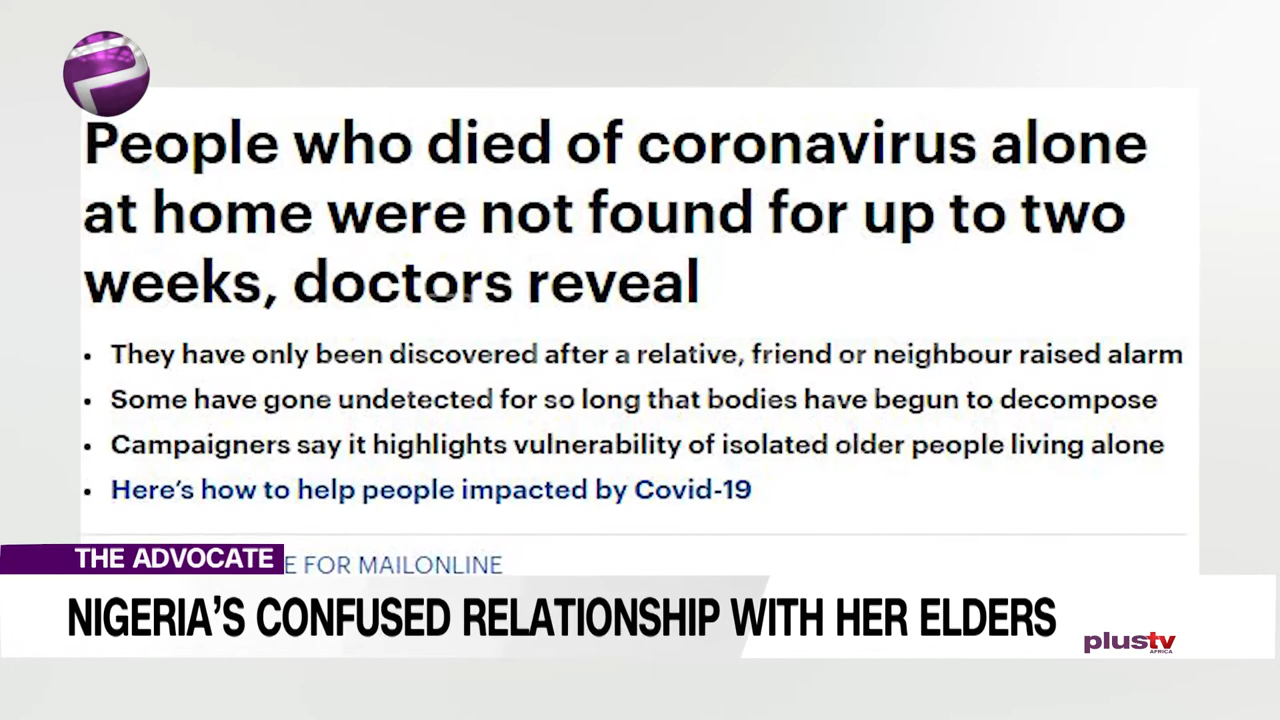 People who died of coronavirus alone
at home were not found for up to two
weeks, doctors reveal
• They have only been discovered after a relative, friend or neighbour raised alarm
• Some have gone undetected for so long that bodies have begun to decompose
• Campaigners say it highlights vulnerability of isolated older people living alone
• Here's how to help people impacted by Covid-19
THE ADVOCATE
E FOR MAILONLINE
NIGERIA'S CONFUSED RELATIONSHIP WITH HER ELDERS
plustv
AFRICA